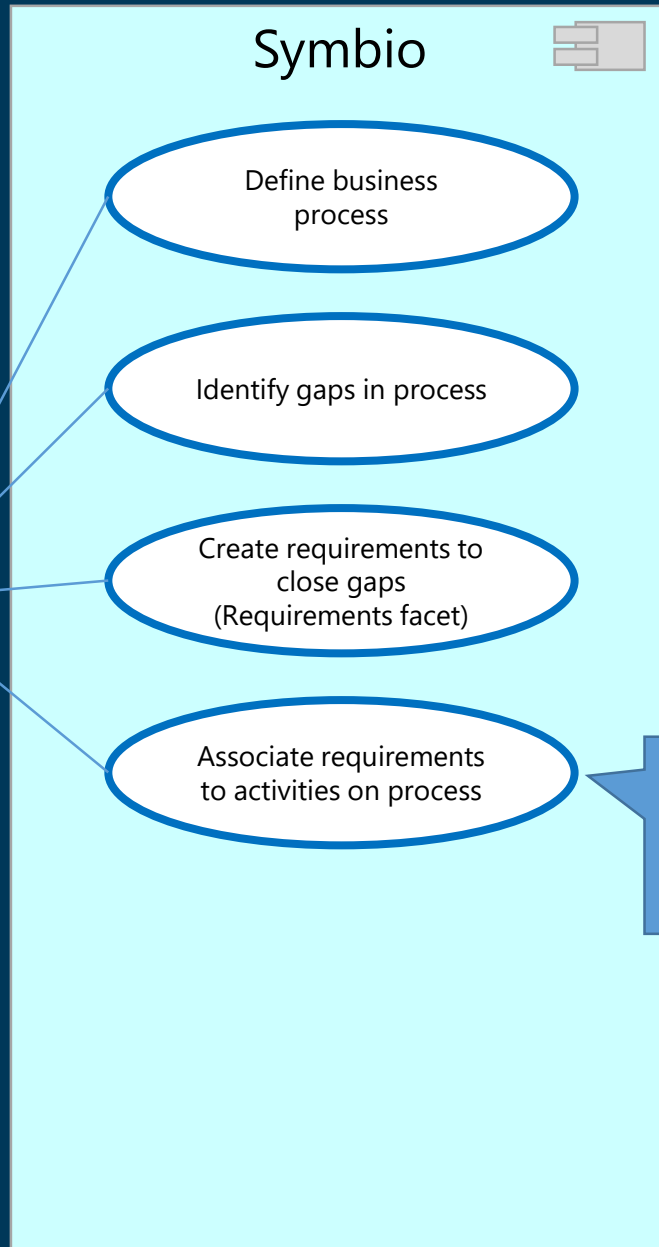 Symbio
Define business
process
Identify gaps in process
Create requirements to
close gaps
(Requirements facet)
Associate requirements
to activities on process